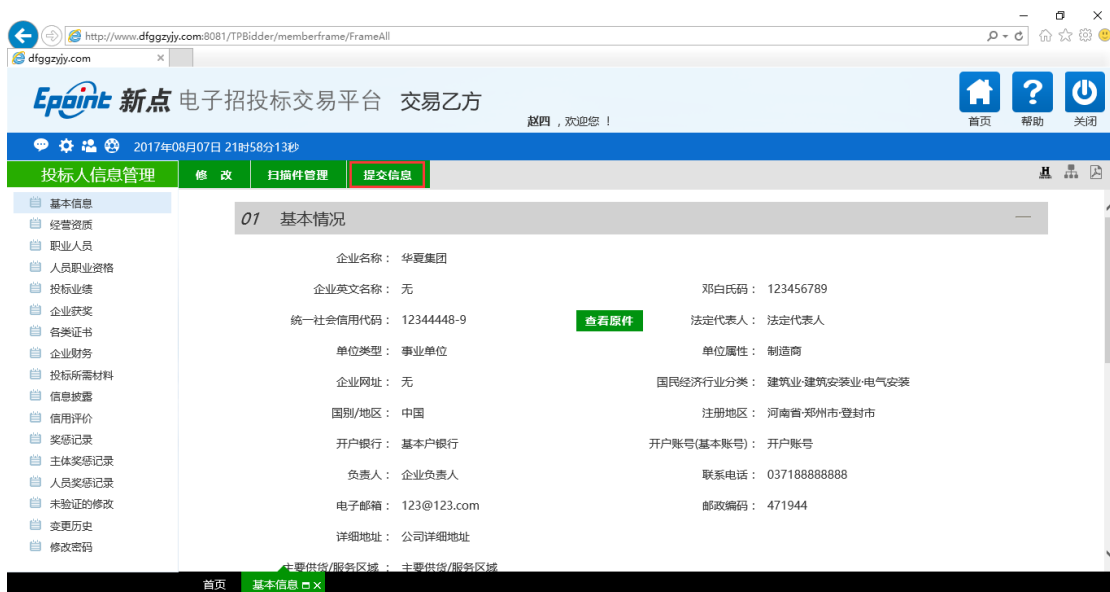 http://www.dfggzyjy.com:8081/TPBidder/memberframe/FrameAll
dfggzyjy.com
Epoint 新点 电子招投标交易平台 交易乙方
赵四 ，欢迎您 ！
首页 帮助 关闭
2017年08月07日 21时58分13秒
投标人信息管理 修 改 扫描件管理 提交信息
基本信息
经营资质
职业人员
人员职业资格
投标业绩
企业获奖
各类证书
企业财务
投标所需材料
信息披露
信用评价
奖惩记录
主体奖惩记录
人员奖惩记录
未验证的修改
变更历史
修改密码
01 基本情况
企业名称： 华夏集团
企业英文名称： 无 邓白氏码： 123456789
统一社会信用代码： 12344448-9 查看原件 法定代表人： 法定代表人
单位类型： 事业单位 单位属性： 制造商
企业网址： 无 国民经济行业分类： 建筑业·建筑安装业·电气安装
国别/地区： 中国 注册地区： 河南省·郑州市·登封市
开户银行： 基本户银行 开户账号(基本账号)： 开户账号
负责人： 企业负责人 联系电话： 037188888888
电子邮箱： 123@123.com 邮政编码： 471944
详细地址： 公司详细地址
主要供货/服务区域 ： 主要供货/服务区域
首页 基本信息